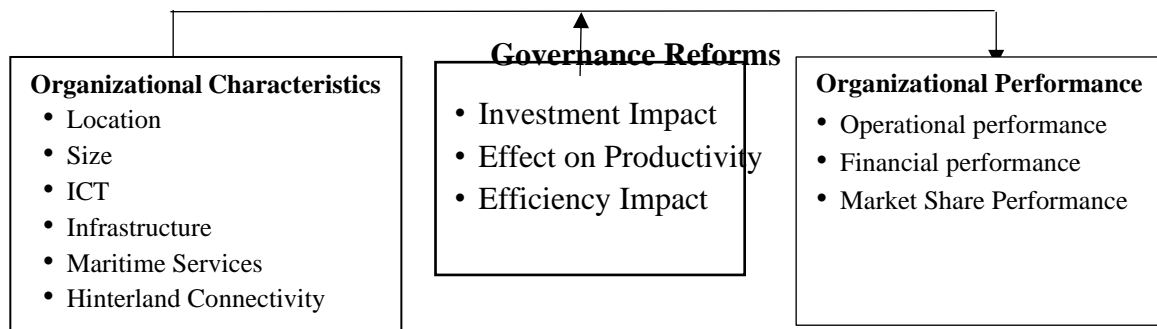 Governance Reforms
Organizational Characteristics
• Location
• Size
• ICT
• Infrastructure
• Maritime Services
• Hinterland Connectivity
• Investment Impact
• Effect on Productivity
• Efficiency Impact
Organizational Performance
• Operational performance
• Financial performance
• Market Share Performance